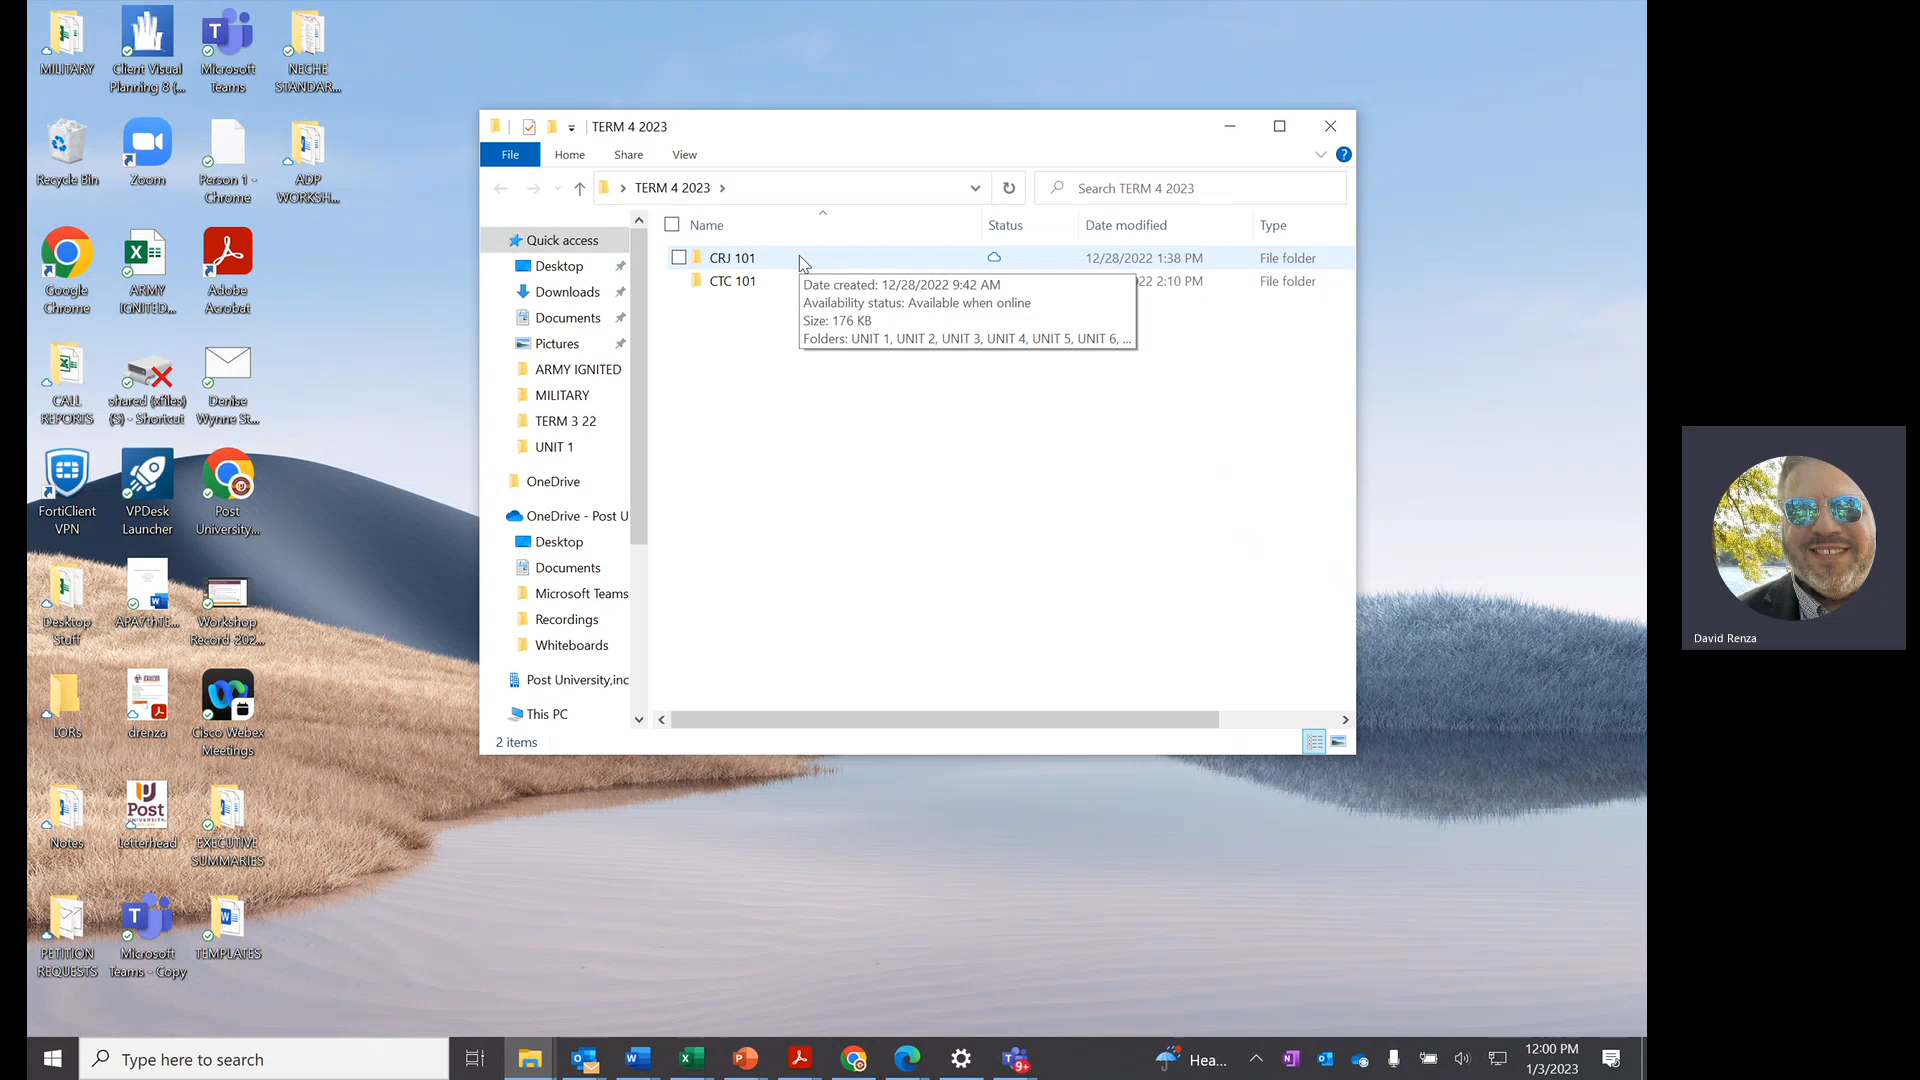 MILITARY
Client Visual
Planning 8 (...
Microsoft
Teams
NECHE
STANDAR...
Recycle Bin
Zoom
Person 1 -
Chrome
ADP
WORKSH...
Google
Chrome
ARMY
IGNITED...
Adobe
Acrobat
CALL
REPORTS
shared (xfiles)
(S) - Shortcut
Denise
Wynne St...
FortiClient
VPN
VPDesk
Launcher
Post
University...
Desktop
Stuff
APA7thTE...
Workshop
Record-202...
LORs
drenza
Cisco Webex
Meetings
Notes
Post
UNIVERSITY
Letterhead
EXECUTIVE
SUMMARIES
PETITION
REQUESTS
Microsoft
Teams - Copy
TEMPLATES
TERM 4 2023
File
Home
Share
View
TERM 4 2023
Search TERM 4 2023
Name
Status
Date modified
Type
CRJ 101
12/28/2022 1:38 PM
File folder
CTC 101
22 2:10 PM
File folder
Date created: 12/28/2022 9:42 AM
Availability status: Available when online
Size: 176 KB
Folders: UNIT 1, UNIT 2, UNIT 3, UNIT 4, UNIT 5, UNIT 6, ...
Quick access
Desktop
Downloads
Documents
Pictures
ARMY IGNITED
MILITARY
TERM 3 22
UNIT 1
OneDrive
OneDrive - Post U
Desktop
Documents
Microsoft Teams
Recordings
Whiteboards
Post University,inc
This PC
2 items
David Renza
Type here to search
9+
Hea...
12:00 PM
1/3/2023